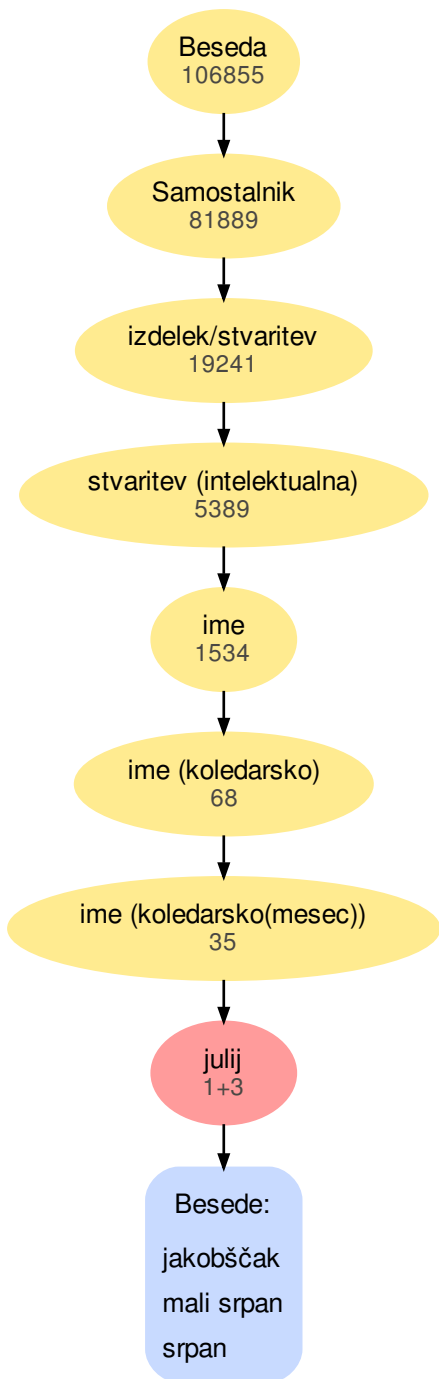 Beseda
106855
Samostalnik
81889
izdelek/stvaritev
19241
stvaritev (intelektualna)
5389
ime
1534
ime (koledarsko)
68
ime (koledarsko(mesec))
35
julij
1+3
Besede:
jakobščak
mali srpan
srpan